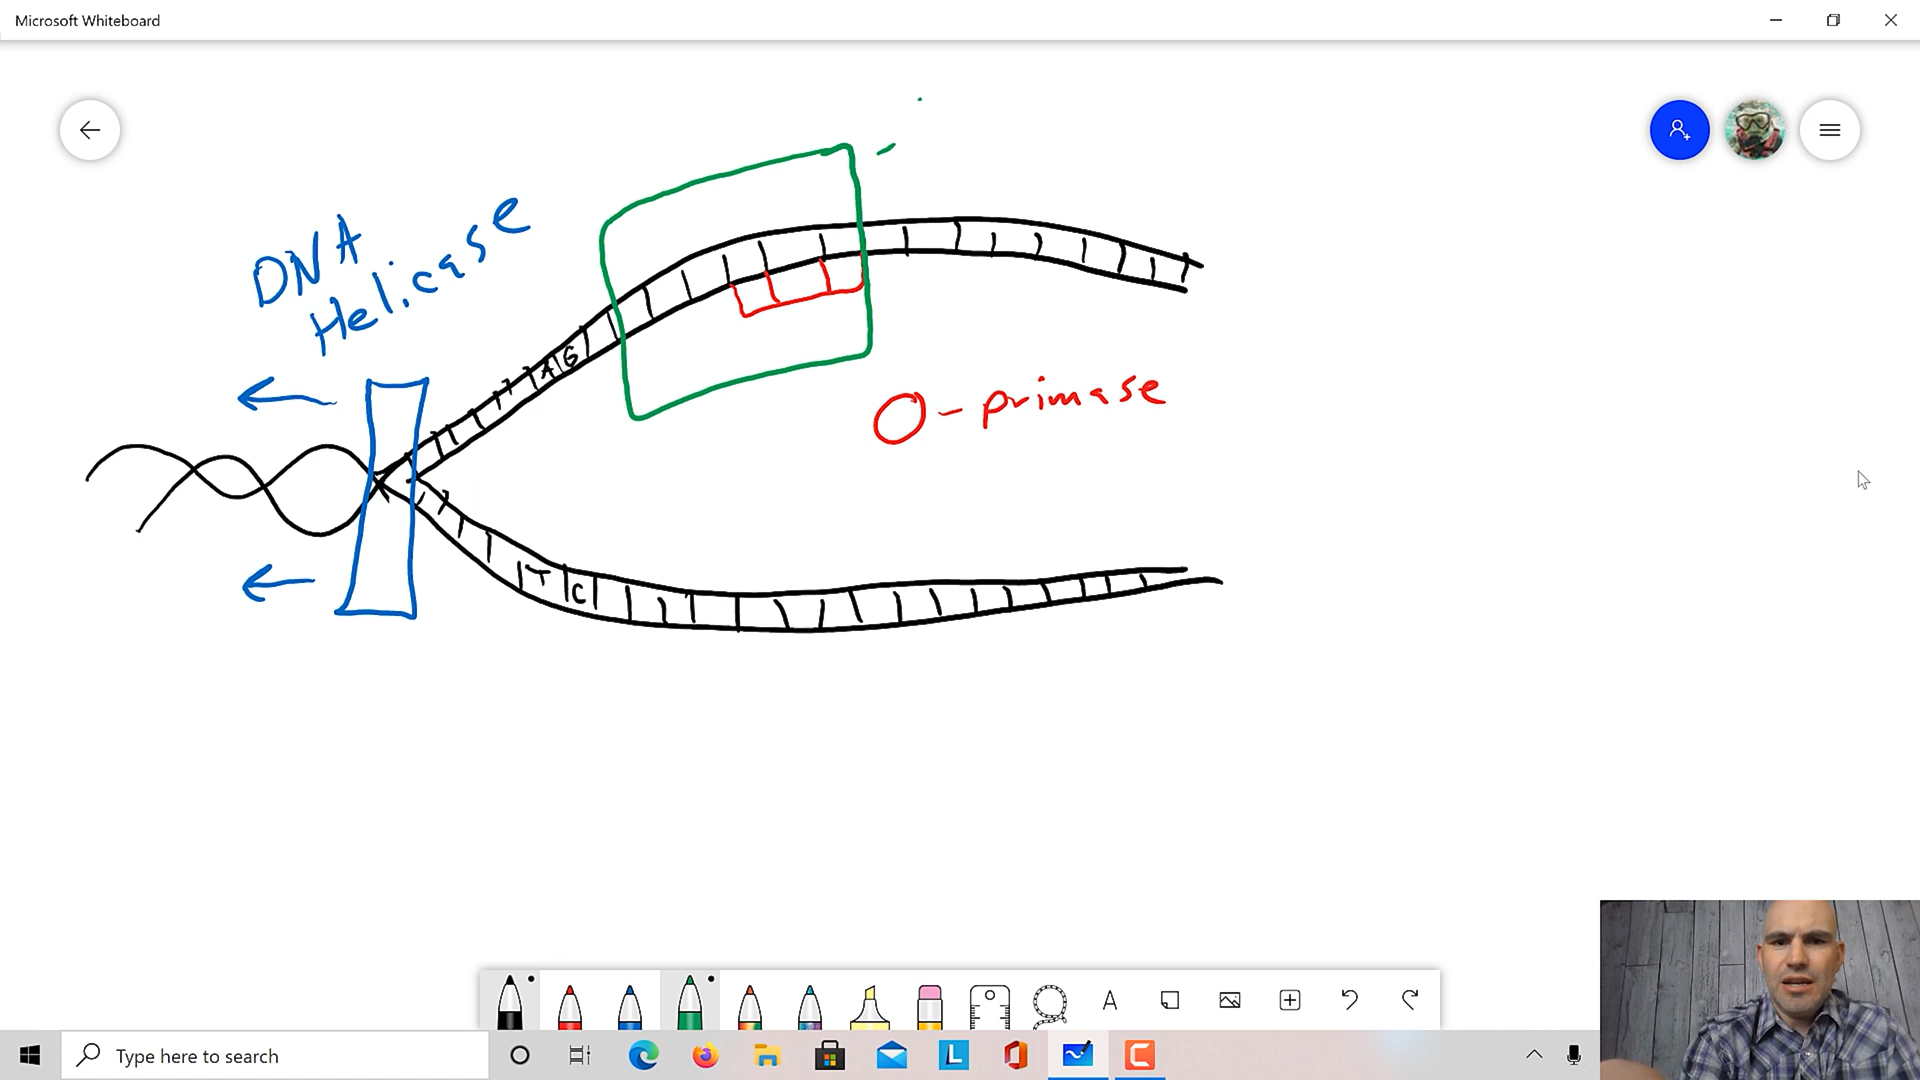 Microsoft Whiteboard
DNA
Helicase
A G
O - primase
T C
A
L
C
Type here to search